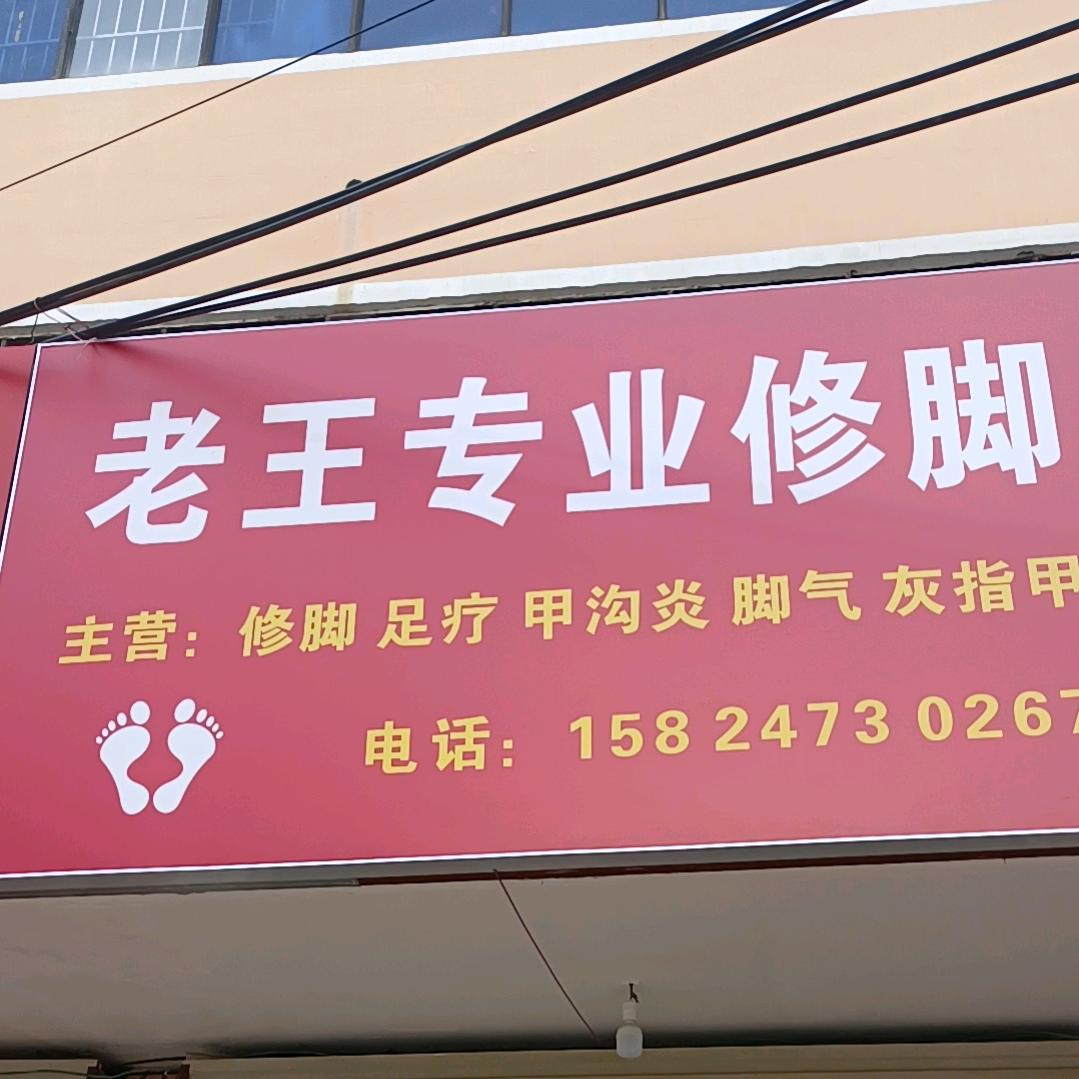 老王专业修脚
主营：修脚 足疗 甲沟炎 脚气 灰指甲
电话：158 2473 0267